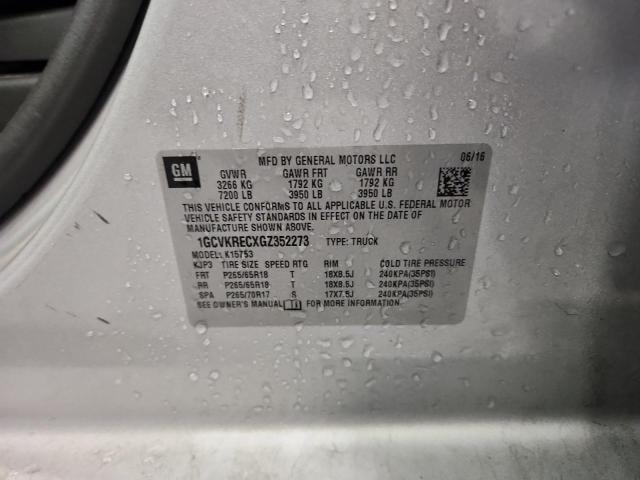 GM
MFD BY GENERAL MOTORS LLC 06/16
GVWR GAWR FRT GAWR RR
3266 KG 1792 KG 1792 KG
7200 LB 3950 LB 3950 LB
THIS VEHICLE CONFORMS TO ALL APPLICABLE U.S. FEDERAL MOTOR
VEHICLE SAFETY STANDARDS IN EFFECT ON THE DATE OF
MANUFACTURE SHOWN ABOVE.
1GCVKRECXGZ352273 TYPE: TRUCK
MODEL: K15753
KJP3 TIRE SIZE SPEED RTG RIM COLD TIRE PRESSURE
FRT P265/65R18 T 18X8.5J 240KPA(35PSI)
RR P265/65R18 T 18X8.5J 240KPA(35PSI)
SPA P265/70R17 S 17X7.5J 240KPA(35PSI)
SEE OWNER'S MANUAL FOR MORE INFORMATION.